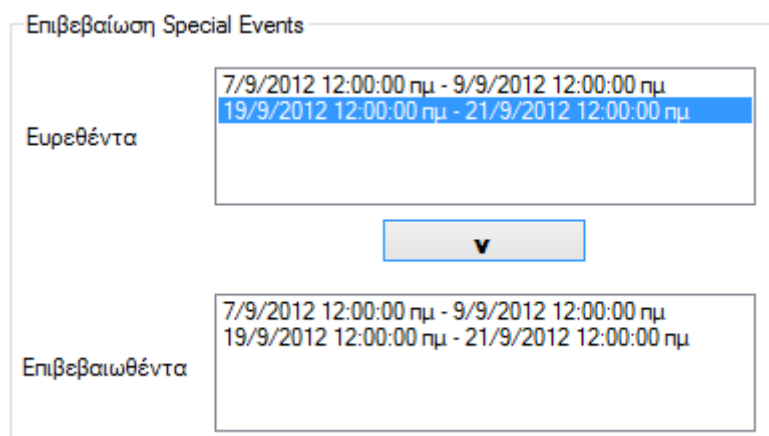 Επιβεβαίωση Special Events
Ευρεθέντα
7/9/2012 12:00:00 πμ - 9/9/2012 12:00:00 πμ
19/9/2012 12:00:00 πμ - 21/9/2012 12:00:00 πμ
v
Επιβεβαιωθέντα
7/9/2012 12:00:00 πμ - 9/9/2012 12:00:00 πμ
19/9/2012 12:00:00 πμ - 21/9/2012 12:00:00 πμ